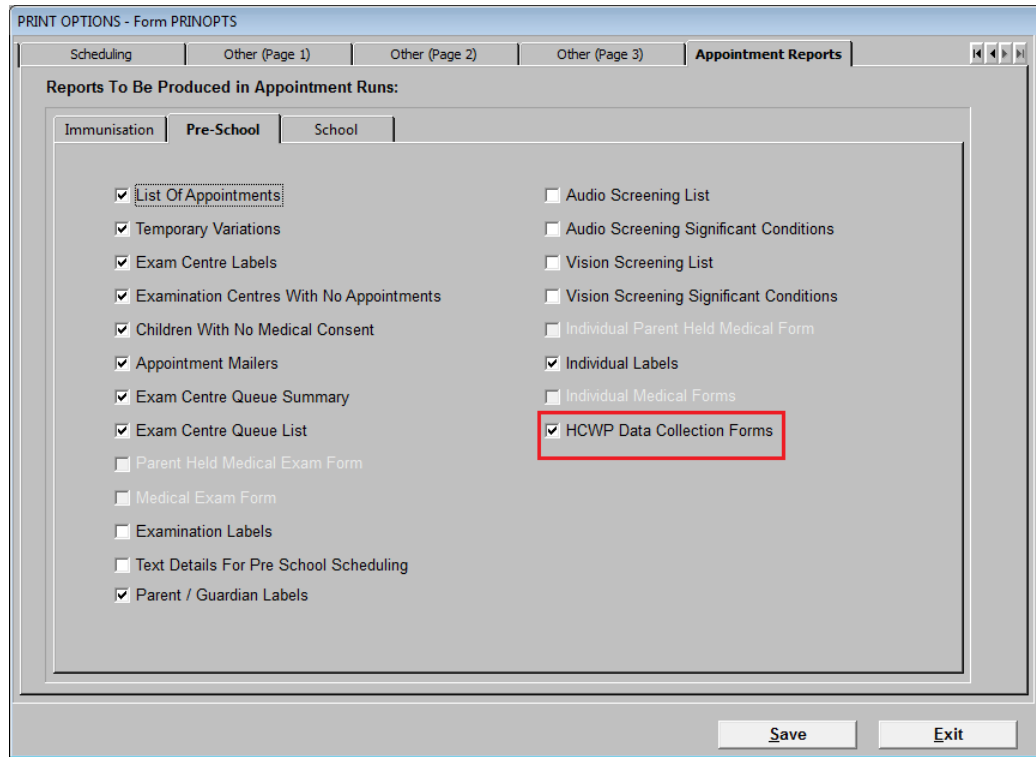 PRINT OPTIONS - Form PRINOPTS
Scheduling Other (Page 1) Other (Page 2) Other (Page 3) Appointment Reports
Reports To Be Produced in Appointment Runs:
Immunisation Pre-School School
List Of Appointments
Temporary Variations
Exam Centre Labels
Examination Centres With No Appointments
Children With No Medical Consent
Appointment Mailers
Exam Centre Queue Summary
Exam Centre Queue List
Parent Held Medical Exam Form
Medical Exam Form
Examination Labels
Text Details For Pre School Scheduling
Parent / Guardian Labels
Audio Screening List
Audio Screening Significant Conditions
Vision Screening List
Vision Screening Significant Conditions
Individual Parent Held Medical Form
Individual Labels
Individual Medical Forms
HCWP Data Collection Forms
Save Exit